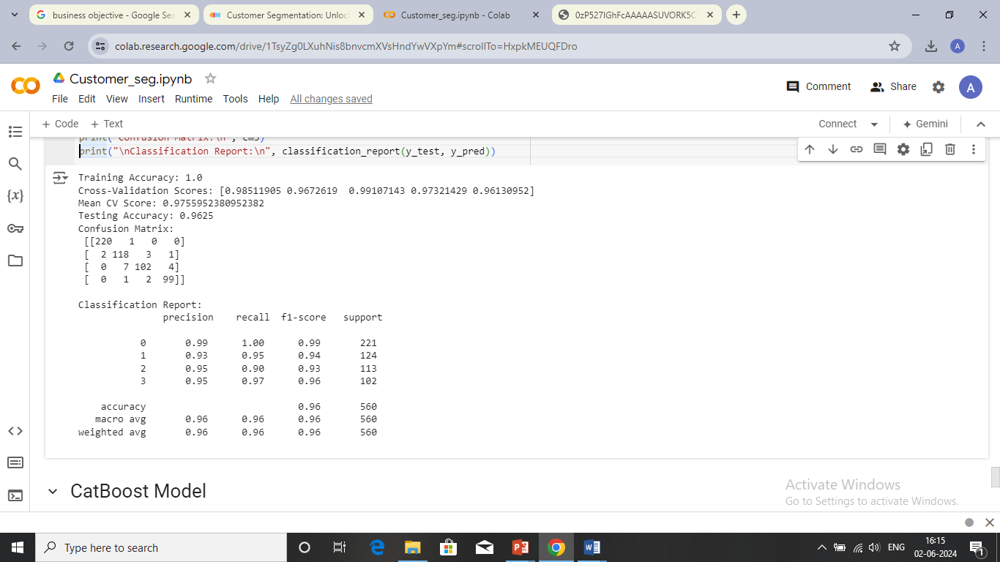 business objective - Google Sea
Customer Segmentation: Unloc
Customer_seg.ipynb - Colab
0zP527IGhFcAAAAASUVORK5C
colab.research.google.com/drive/1TsyZg0LXuhNis8bnvcmXVsHndYwVXpYm#scrollTo=HxpkMEUQFDro
A
Customer_seg.ipynb
File Edit View Insert Runtime Tools Help All changes saved
Comment Share A
+ Code + Text
Connect Gemini
print("Confusion Matrix:\n", cm5)
print("\nClassification Report:\n", classification_report(y_test, y_pred))
Training Accuracy: 1.0
Cross-Validation Scores: [0.98511905 0.9672619  0.99107143 0.97321429 0.96130952]
Mean CV Score: 0.9755952380952382
Testing Accuracy: 0.9625
Confusion Matrix:
[[220   1   0   0]
[  2 118   3   1]
[  0   7 102   4]
[  0   1   2  99]]
Classification Report:
precision recall f1-score support
0 0.99 1.00 0.99 221
1 0.93 0.95 0.94 124
2 0.95 0.90 0.93 113
3 0.95 0.97 0.96 102
accuracy 0.96 560
macro avg 0.96 0.96 0.96 560
weighted avg 0.96 0.96 0.96 560
CatBoost Model
Activate Windows
Go to Settings to activate Windows.
Type here to search
ENG
16:15
02-06-2024
1